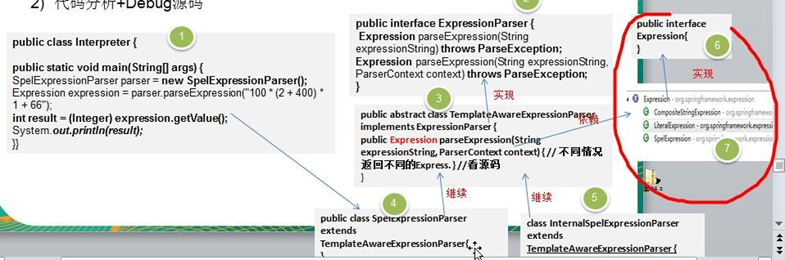 2) 代码分析+Debug源码
1
public class Interpreter {
public static void main(String[] args) {
SpelExpressionParser parser = new SpelExpressionParser();
Expression expression = parser.parseExpression("100 * (2 + 400) *
1 + 66");
int result = (Integer) expression.getValue();
System.out.println(result);
}}
public interface ExpressionParser {
Expression parseExpression(String
expressionString) throws ParseException;
Expression parseExpression(String expressionString,
ParserContext context) throws ParseException;
}
实现
3
public abstract class TemplateAwareExpressionParser
implements ExpressionParser {
public Expression parseExpression(String
expressionString, ParserContext context) { // 不同情况
返回不同的Express. } //看源码
}
依赖
继续
继续
4
public class SpelExpressionParser
extends
TemplateAwareExpressionParser{
}
5
class InternalSpelExpressionParser
extends
TemplateAwareExpressionParser {
public interface
Expression{
}
6
实现
Expression - org.springframework.expression
CompositeStringExpression - org.springframework.expression
LiteralExpression - org.springframework.expressi
SpelExpression - org.springframework.expression
7